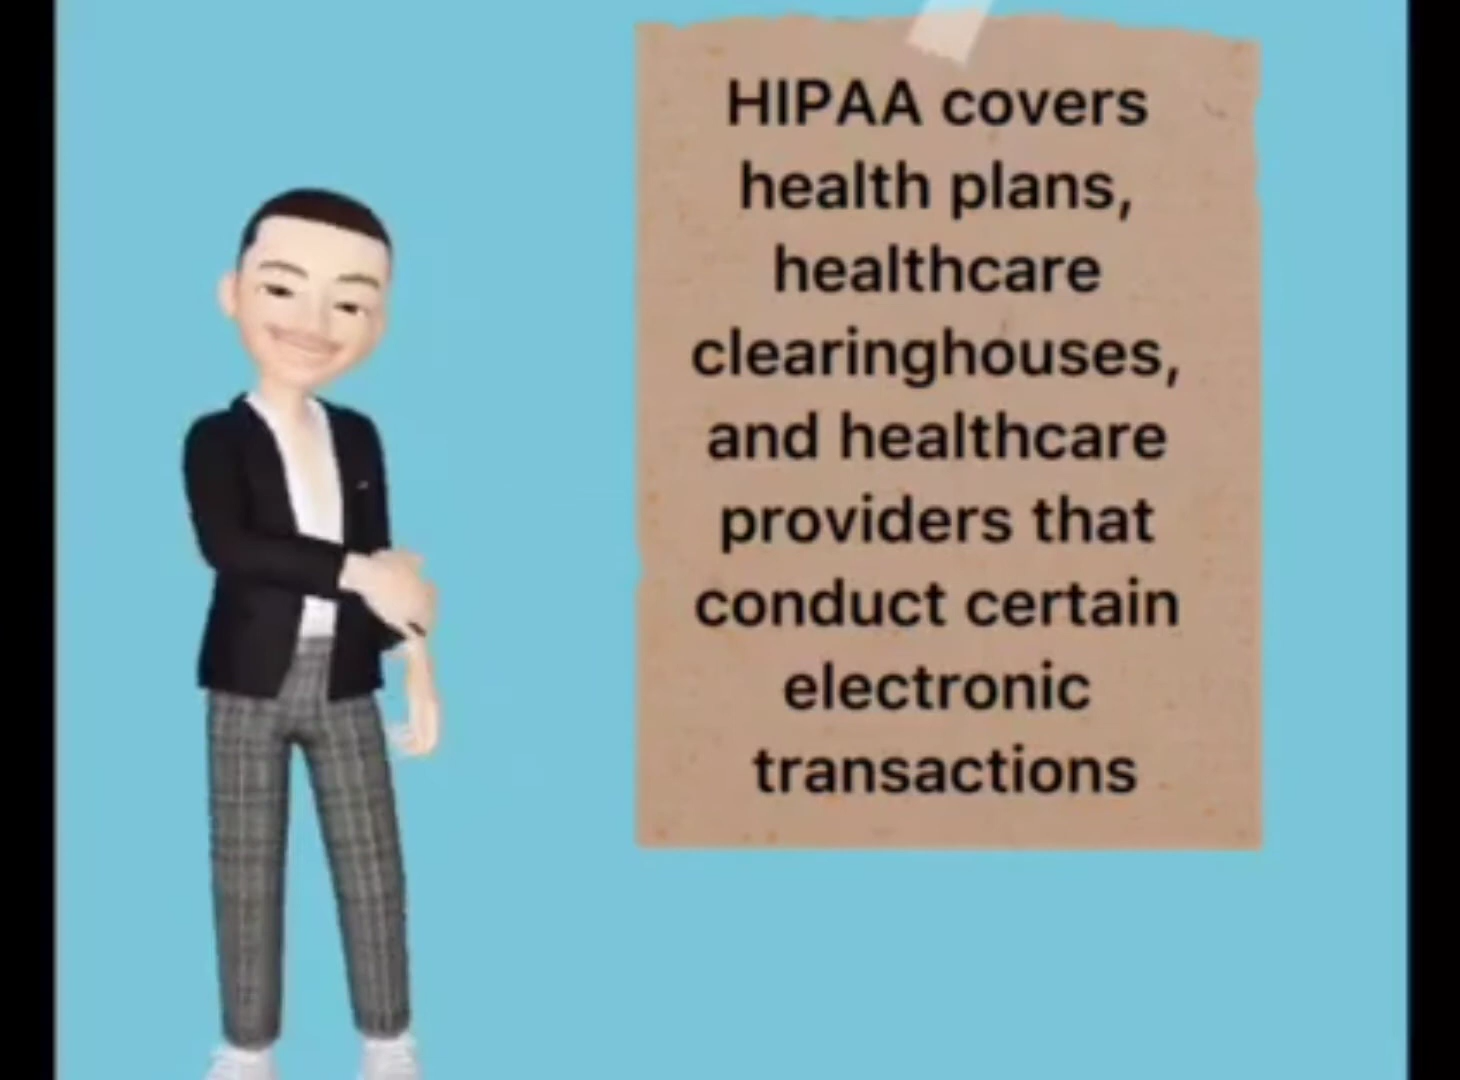 HIPAA covers
health plans,
healthcare
clearinghouses,
and healthcare
providers that
conduct certain
electronic
transactions